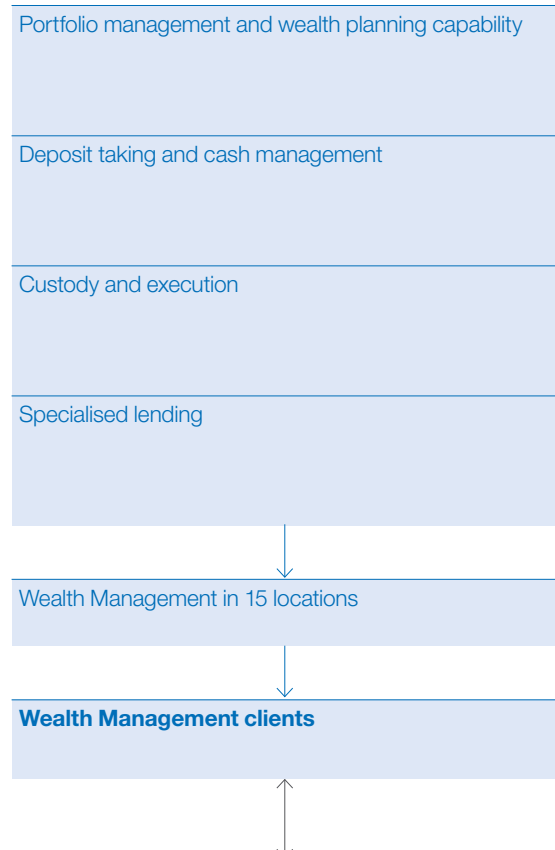 Portfolio management and wealth planning capability
Deposit taking and cash management
Custody and execution
Specialised lending
Wealth Management in 15 locations
Wealth Management clients